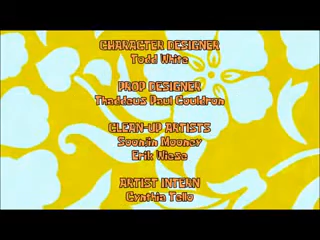 CHARACTER DESIGNER
Todd White
PROP DESIGNER
Thaddeus Paul Couldron
CLEAN-UP ARTISTS
Soomin Mooney
Erik Wiese
ARTIST INTERN
Cynthia Tello